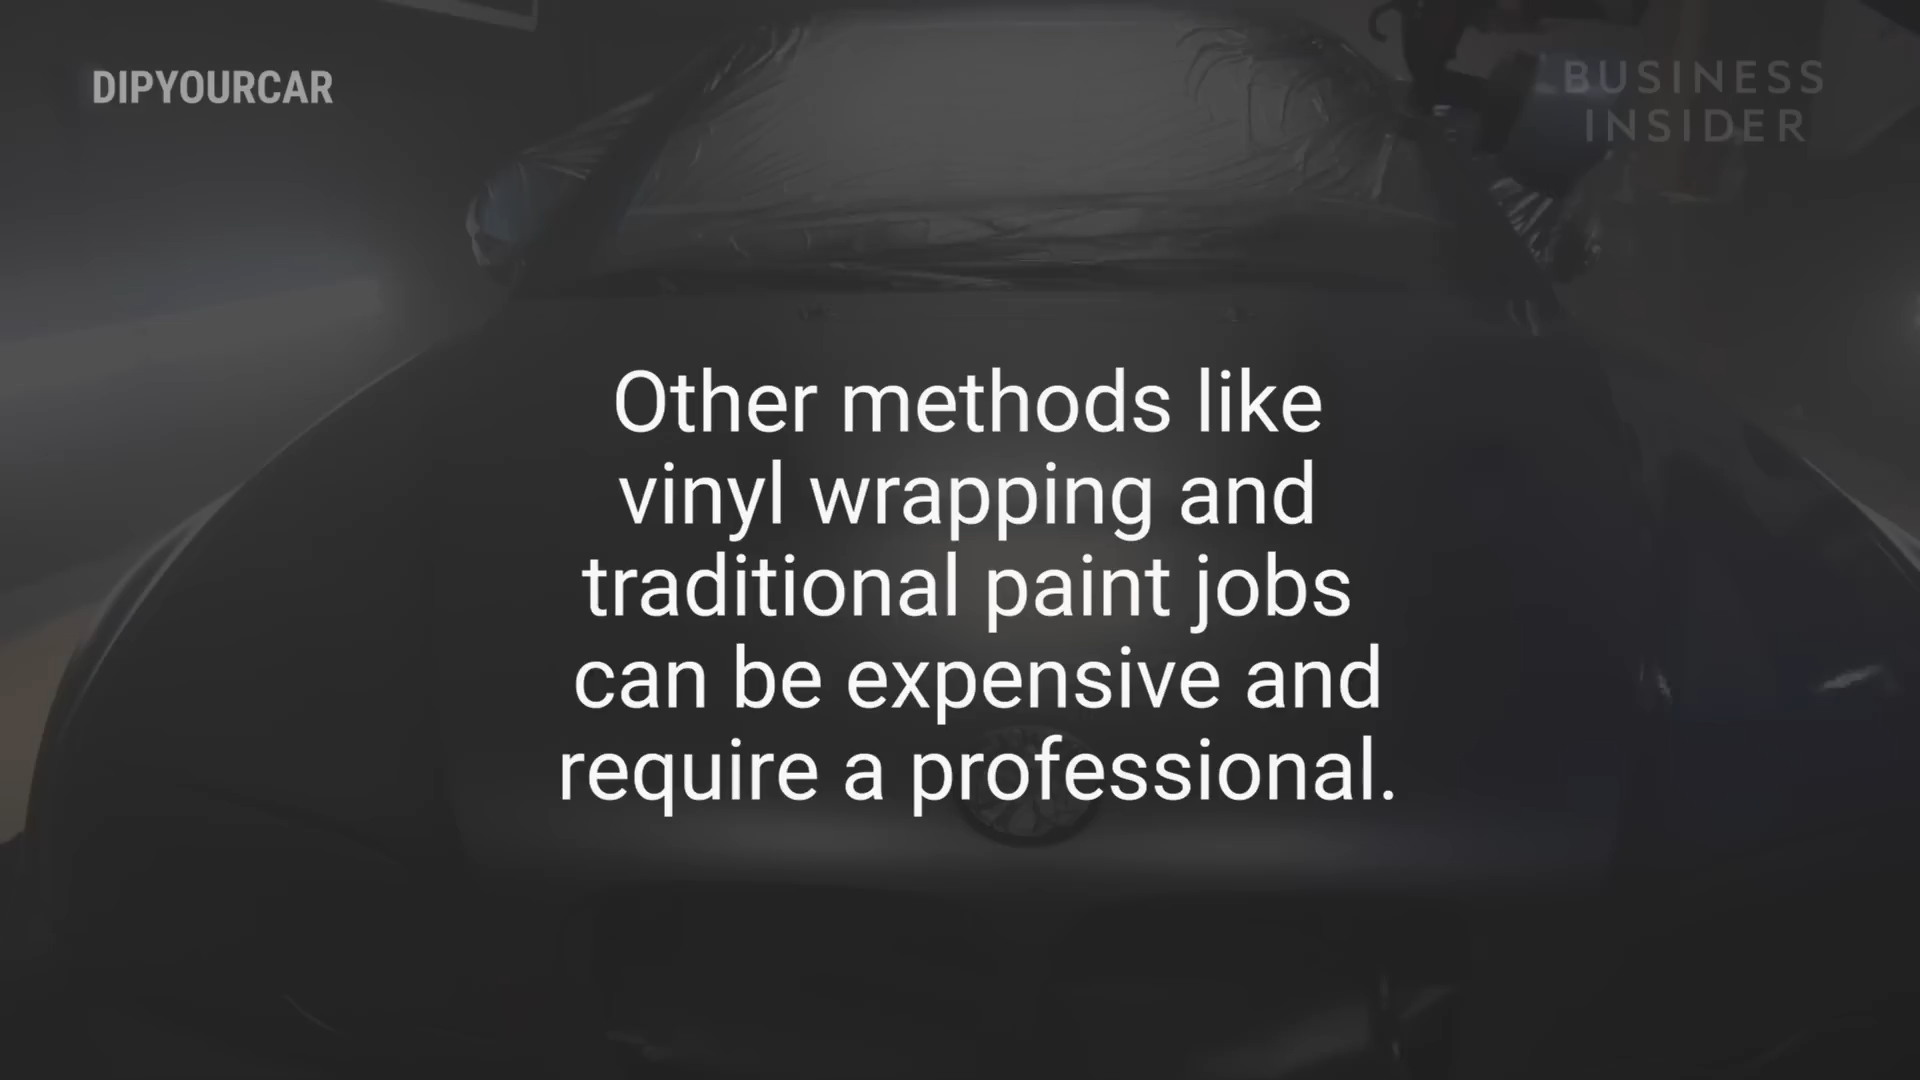 DIPYOURCAR
BUSINESS
INSIDER
Other methods like
vinyl wrapping and
traditional paint jobs
can be expensive and
require a professional.